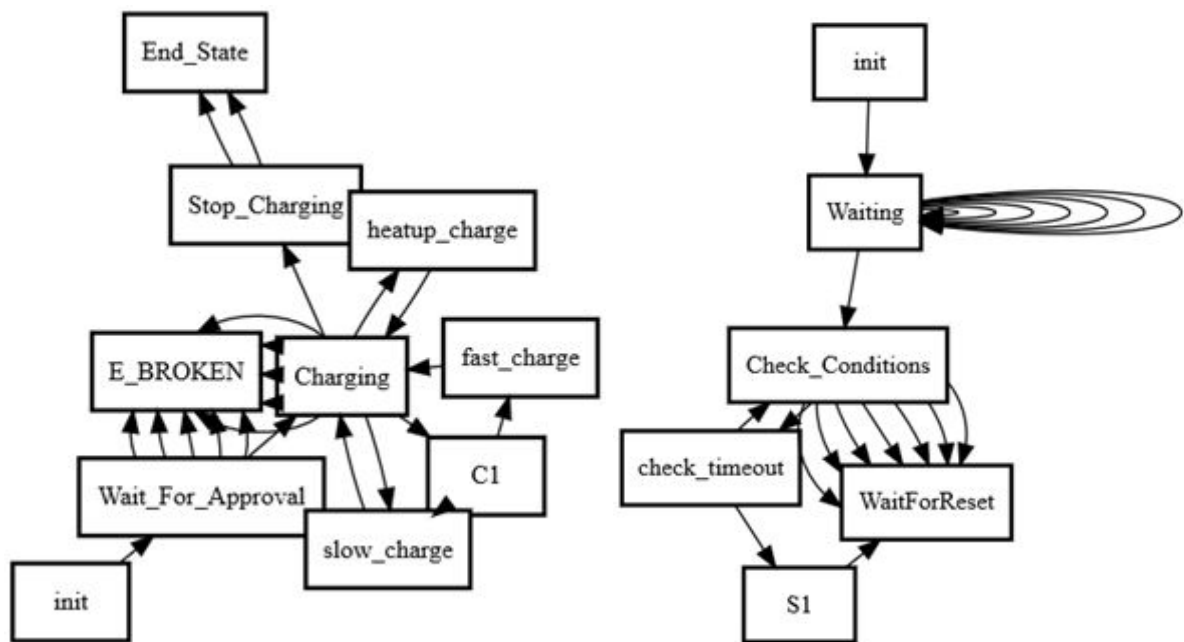 End_State
Stop_Charging
heatup_charge
E_BROKEN
Charging
fast_charge
C1
Wait_For_Approval
slow_charge
init
init
Waiting
Check_Conditions
check_timeout
WaitForReset
S1